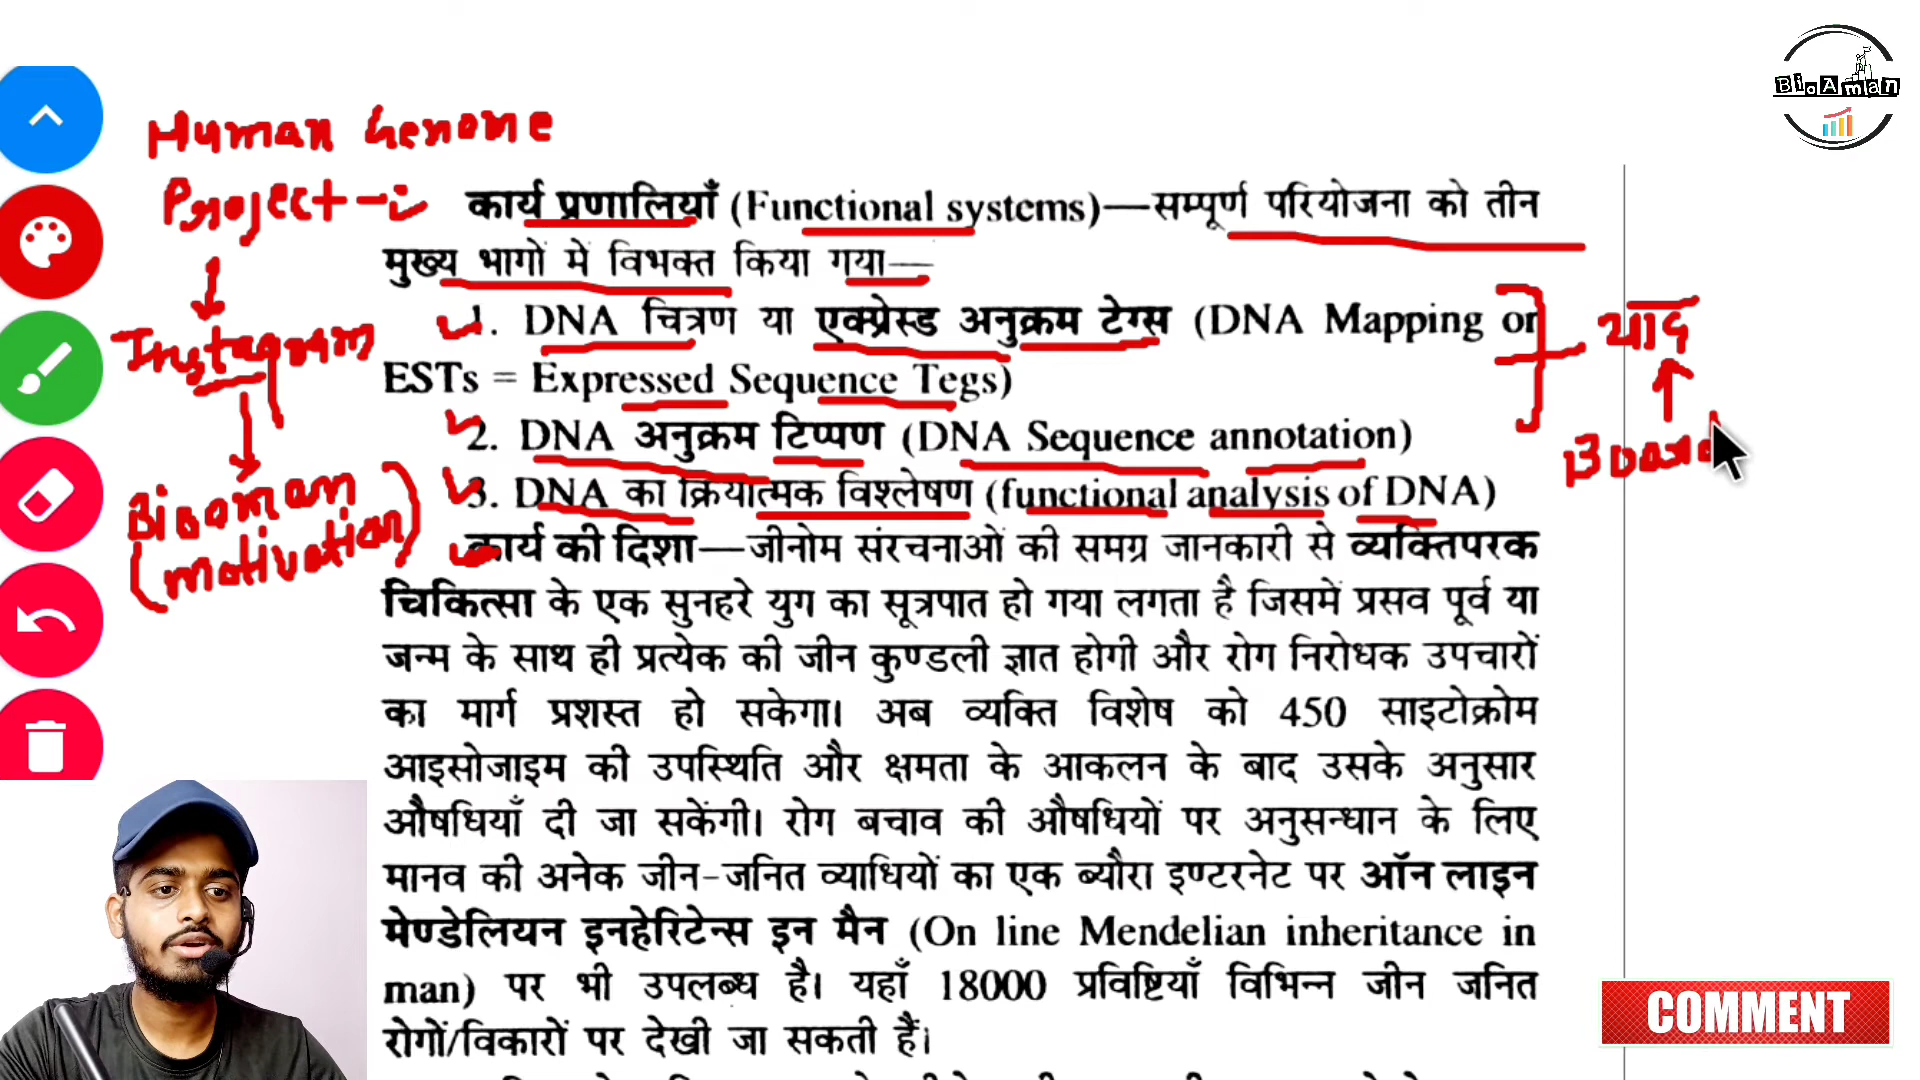 BioAman
Human Genome
Project -:
Instagram
Bioaman
(motivation)
कार्य प्रणालियाँ (Functional systems)—सम्पूर्ण परियोजना को तीन
मुख्य भागों में विभक्त किया गया—
1. DNA चित्रण या एक्प्रेस्ड अनुक्रम टेग्स (DNA Mapping or
ESTs = Expressed Sequence Tegs)
2. DNA अनुक्रम टिप्पण (DNA Sequence annotation)
3. DNA का क्रियात्मक विश्लेषण (functional analysis of DNA)
याद
Board
कार्य की दिशा—जीनोम संरचनाओं की समग्र जानकारी से व्यक्तिपरक
चिकित्सा के एक सुनहरे युग का सूत्रपात हो गया लगता है जिसमें प्रसव पूर्व या
जन्म के साथ ही प्रत्येक की जीन कुण्डली ज्ञात होगी और रोग निरोधक उपचारों
का मार्ग प्रशस्त हो सकेगा। अब व्यक्ति विशेष को 450 साइटोक्रोम
आइसोजाइम की उपस्थिति और क्षमता के आकलन के बाद उसके अनुसार
औषधियाँ दी जा सकेंगी। रोग बचाव की औषधियों पर अनुसन्धान के लिए
मानव की अनेक जीन-जनित व्याधियों का एक ब्यौरा इण्टरनेट पर ऑन लाइन
मेण्डेलियन इनहेरिटेन्स इन मैन (On line Mendelian inheritance in
man) पर भी उपलब्ध है। यहाँ 18000 प्रविष्टियाँ विभिन्न जीन जनित
रोगों/विकारों पर देखी जा सकती हैं।
COMMENT